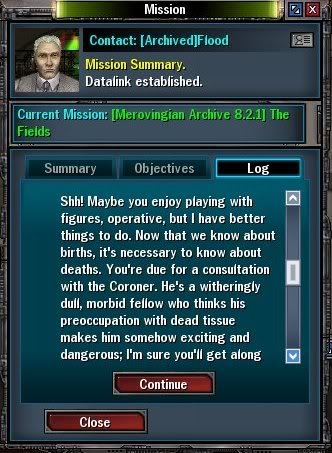 Mission
Contact: [Archived]Flood
Mission Summary.
Datalink established.
Current Mission: [Merovingian Archive 8.2.1] The
Fields
Summary
Objectives
Log
Shh! Maybe you enjoy playing with
figures, operative, but I have better
things to do. Now that we know about
births, it's necessary to know about
deaths. You're due for a consultation
with the Coroner. He's a witheringly
dull, morbid fellow who thinks his
preoccupation with dead tissue
makes him somehow exciting and
dangerous; I'm sure you'll get along
Continue
Close